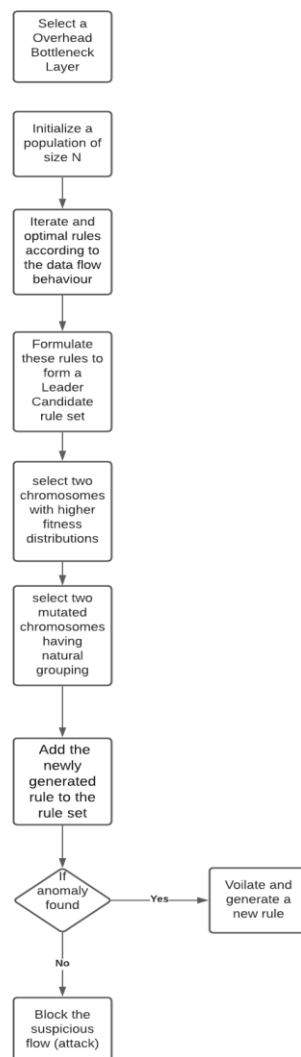 Select a
Overhead
Bottleneck
Layer
Initialize a
population of
size N
Iterate and
optimal rules
according to
the data flow
behaviour
Formulate
these rules to
form a
Leader
Candidate
rule set
select two
chromosomes
with higher
fitness
distributions
select two
mutated
chromosomes
having
natural
grouping
Add the
newly
generated
rule to the
rule set
If
anomaly
found
Yes
Voilate and
generate a
new rule
No
Block the
suspicious
flow (attack)